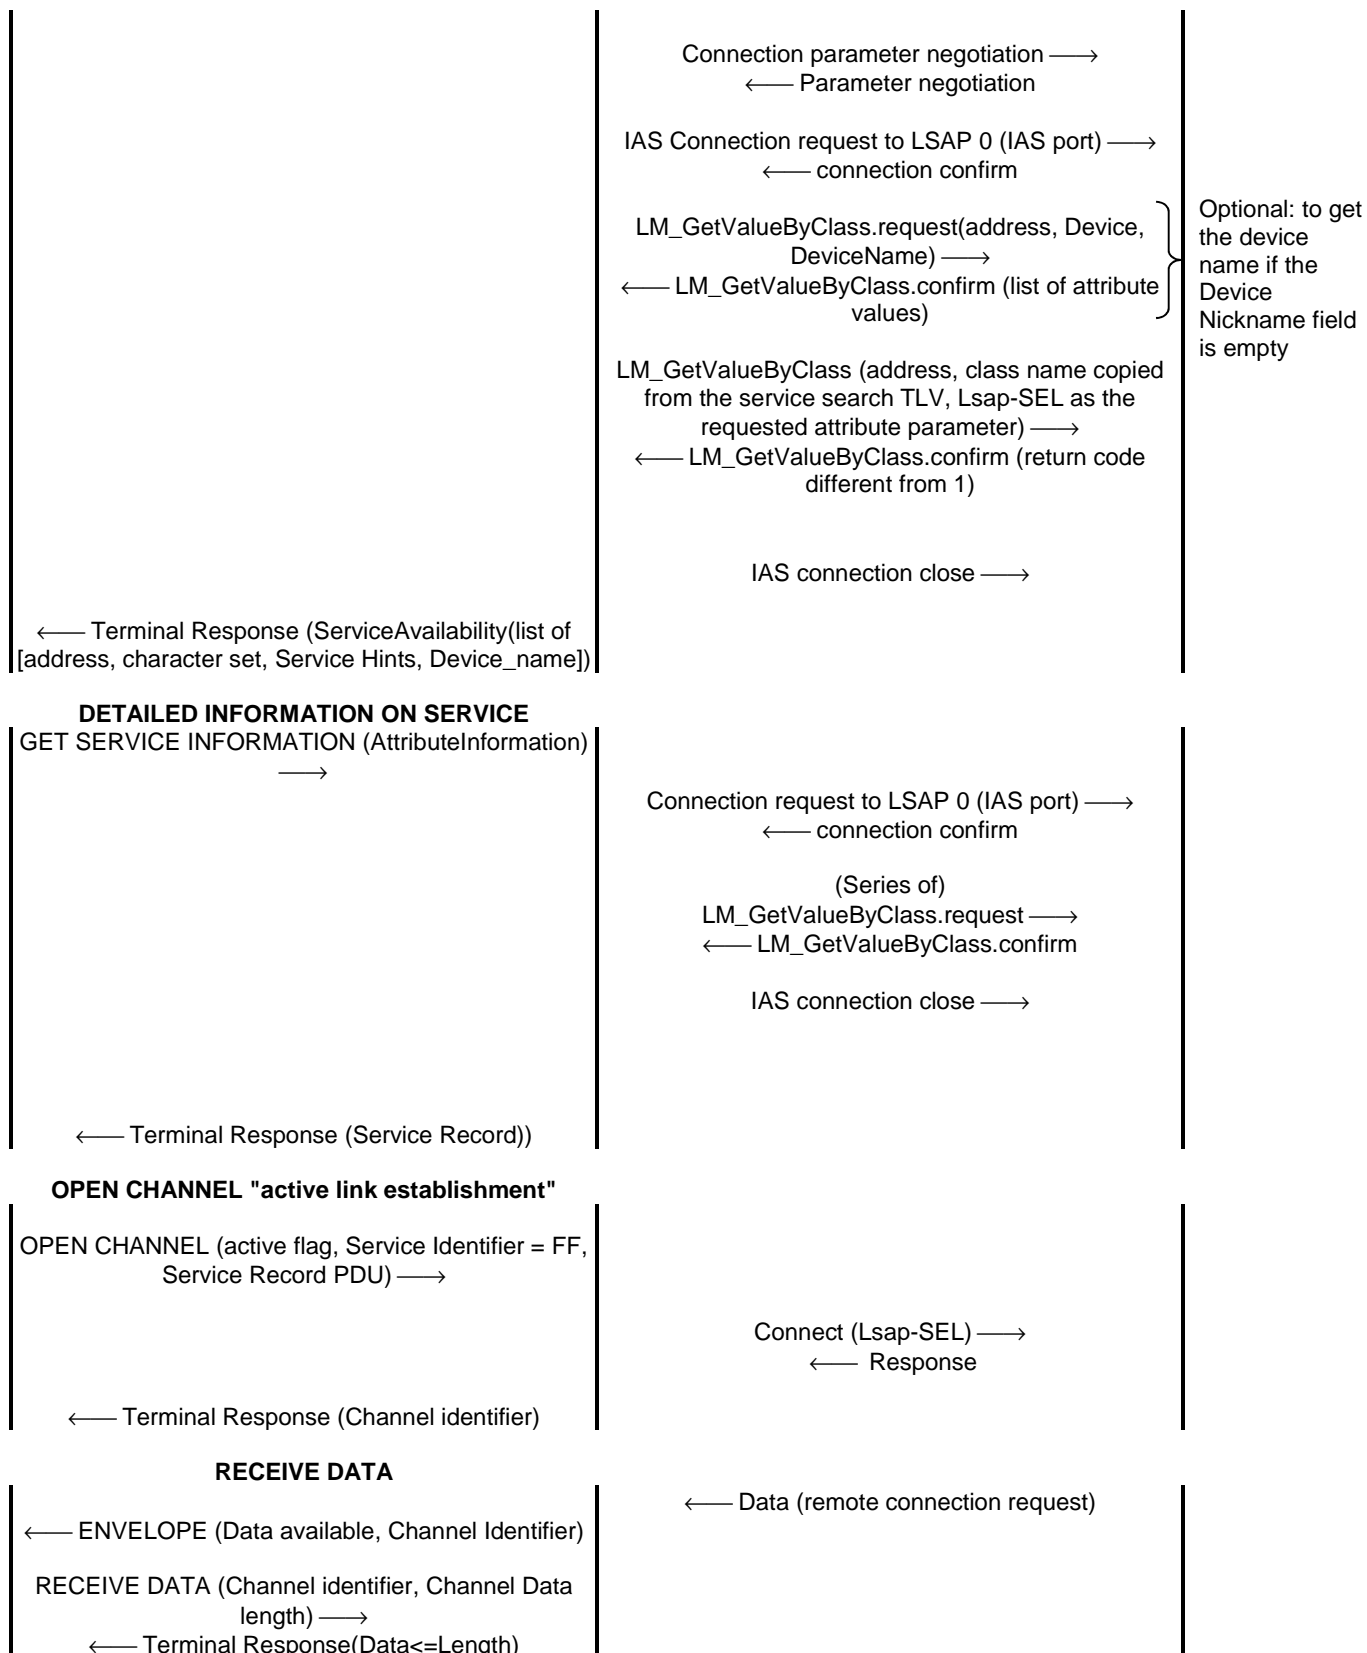 Connection parameter negotiation ⟶
⟵ Parameter negotiation
IAS Connection request to LSAP 0 (IAS port) ⟶
⟵ connection confirm
LM_GetValueByClass.request(address, Device,
DeviceName) ⟶
⟵ LM_GetValueByClass.confirm (list of attribute
values)
Optional: to get
the device
name if the
Device
Nickname field
is empty
LM_GetValueByClass (address, class name copied
from the service search TLV, Lsap-SEL as the
requested attribute parameter) ⟶
⟵ LM_GetValueByClass.confirm (return code
different from 1)
IAS connection close ⟶
⟵ Terminal Response (ServiceAvailability(list of
[address, character set, Service Hints, Device_name])
DETAILED INFORMATION ON SERVICE
GET SERVICE INFORMATION (AttributeInformation)
⟶
Connection request to LSAP 0 (IAS port) ⟶
⟵ connection confirm
(Series of)
LM_GetValueByClass.request ⟶
⟵ LM_GetValueByClass.confirm
IAS connection close ⟶
⟵ Terminal Response (Service Record))
OPEN CHANNEL "active link establishment"
OPEN CHANNEL (active flag, Service Identifier = FF,
Service Record PDU) ⟶
Connect (Lsap-SEL) ⟶
⟵ Response
⟵ Terminal Response (Channel identifier)
RECEIVE DATA
⟵ Data (remote connection request)
⟵ ENVELOPE (Data available, Channel Identifier)
RECEIVE DATA (Channel identifier, Channel Data
length) ⟶
⟵ Terminal Response(Data<=Length)